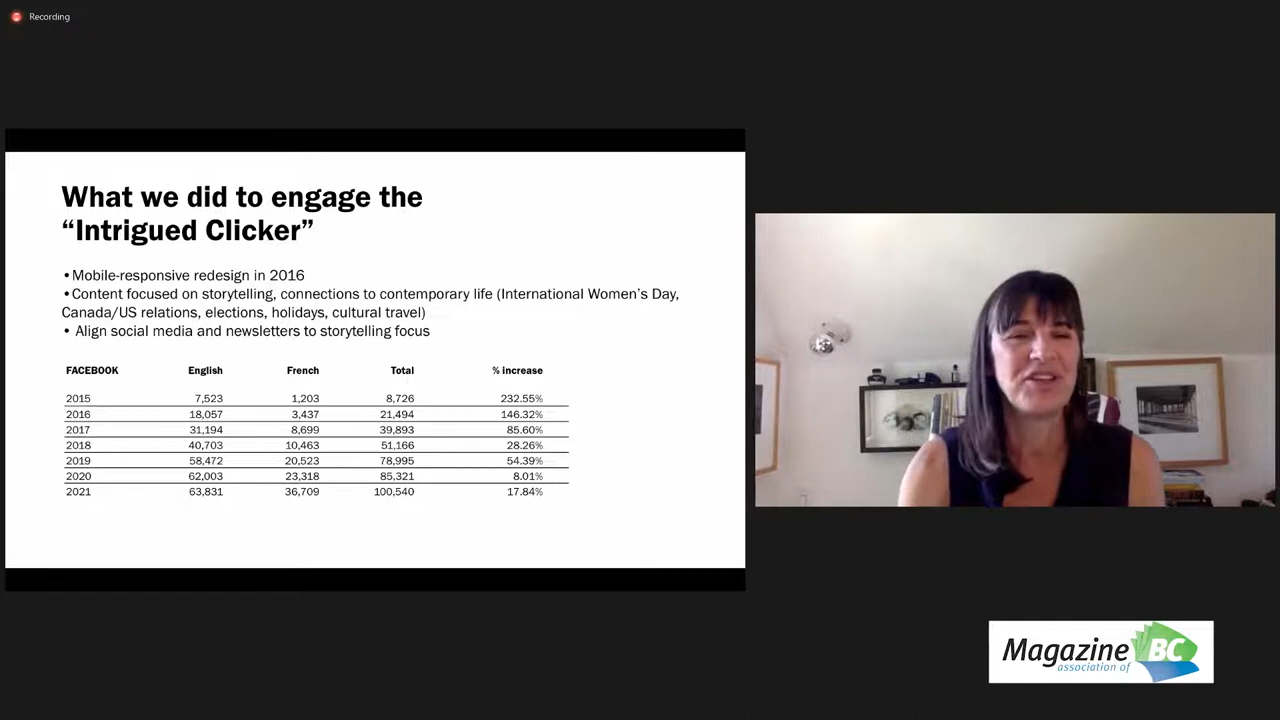 Recording
What we did to engage the
“Intrigued Clicker”
•Mobile-responsive redesign in 2016
•Content focused on storytelling, connections to contemporary life (International Women’s Day,
Canada/US relations, elections, holidays, cultural travel)
• Align social media and newsletters to storytelling focus
FACEBOOK English French Total % increase
2015 7,523 1,203 8,726 232.55%
2016 18,057 3,437 21,494 146.32%
2017 31,194 8,699 39,893 85.60%
2018 40,703 10,463 51,166 28.26%
2019 58,472 20,523 78,995 54.39%
2020 62,003 23,318 85,321 8.01%
2021 63,831 36,709 100,540 17.84%
Magazine BC
association of